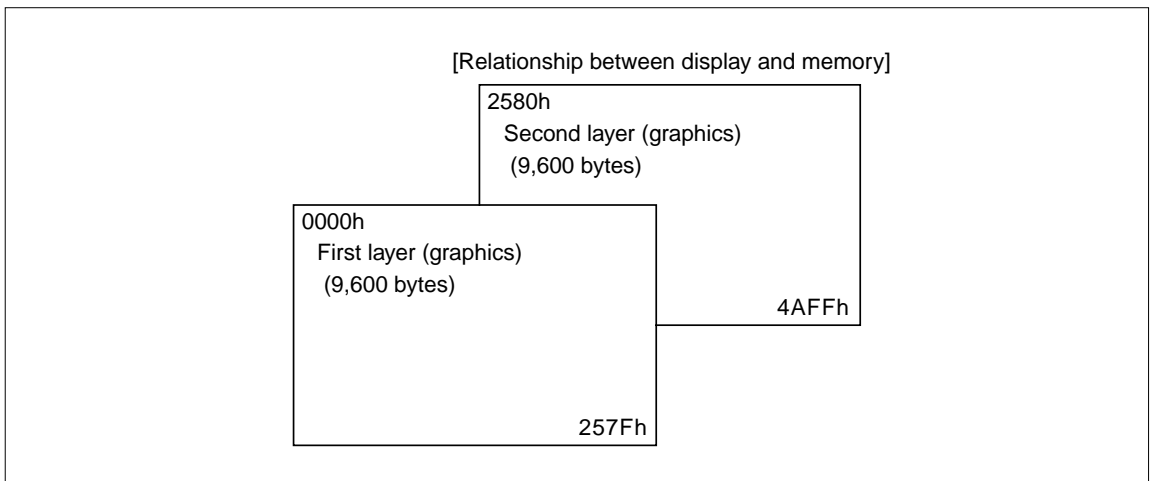 [Relationship between display and memory]
2580h
Second layer (graphics)
(9,600 bytes)
4AFFh
0000h
First layer (graphics)
(9,600 bytes)
257Fh